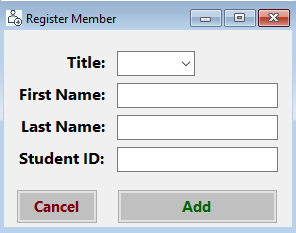 Register Member
Title:
First Name:
Last Name:
Student ID:
Cancel Add